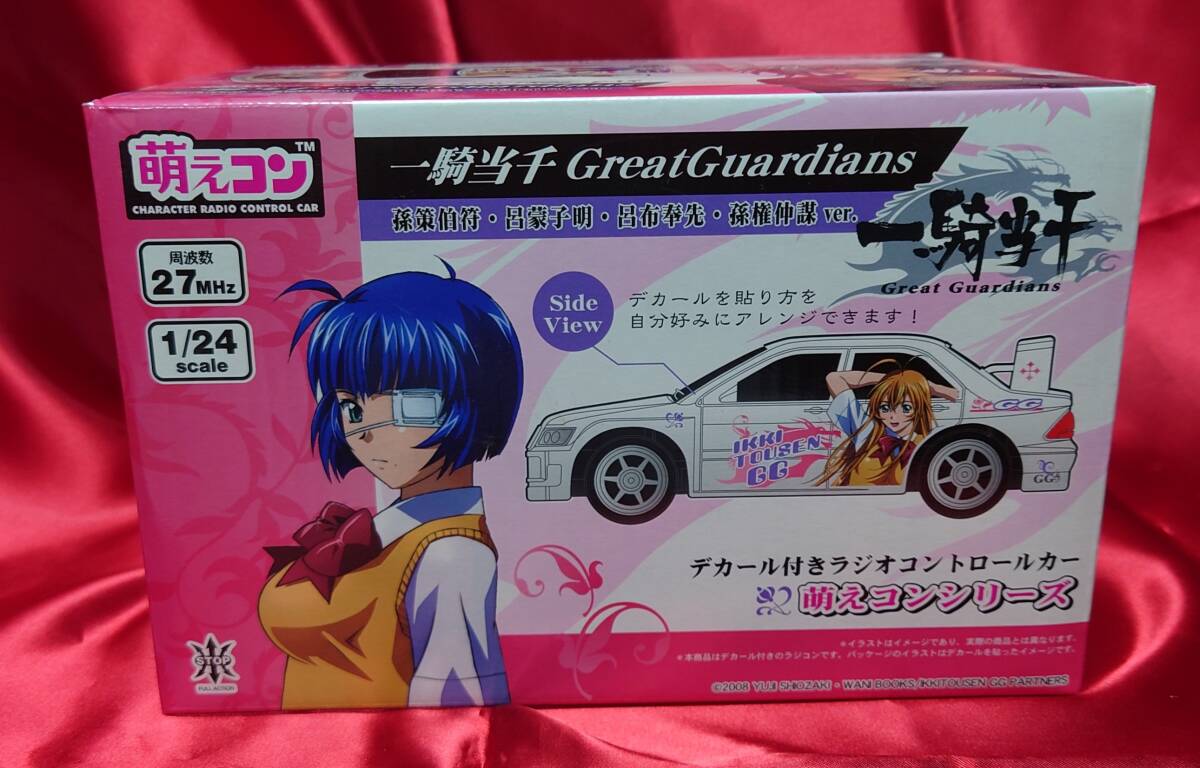 萌えコン™
CHARACTER RADIO CONTROL CAR
周波数
27MHz
1/24
scale
一騎当千 GreatGuardians
孫策伯符・呂蒙子明・呂布奉先・孫権仲謀 ver.
一騎当千
Great Guardians
Side
View
デカールを貼り方を
自分好みにアレンジできます！
IKKI
TOUSEN
GG
GG
GG
デカール付きラジオコントロールカー
萌えコンシリーズ
＊イラストはイメージであり、実際の商品とは異なります。
＊本商品はデカール付きのラジコンです。パッケージのイラストはデカールを貼ったイメージです。
©2008 YUJI SHIOZAKI・WANI BOOKS/IKKITOUSEN GG PARTNERS
STOP
FULL ACTION